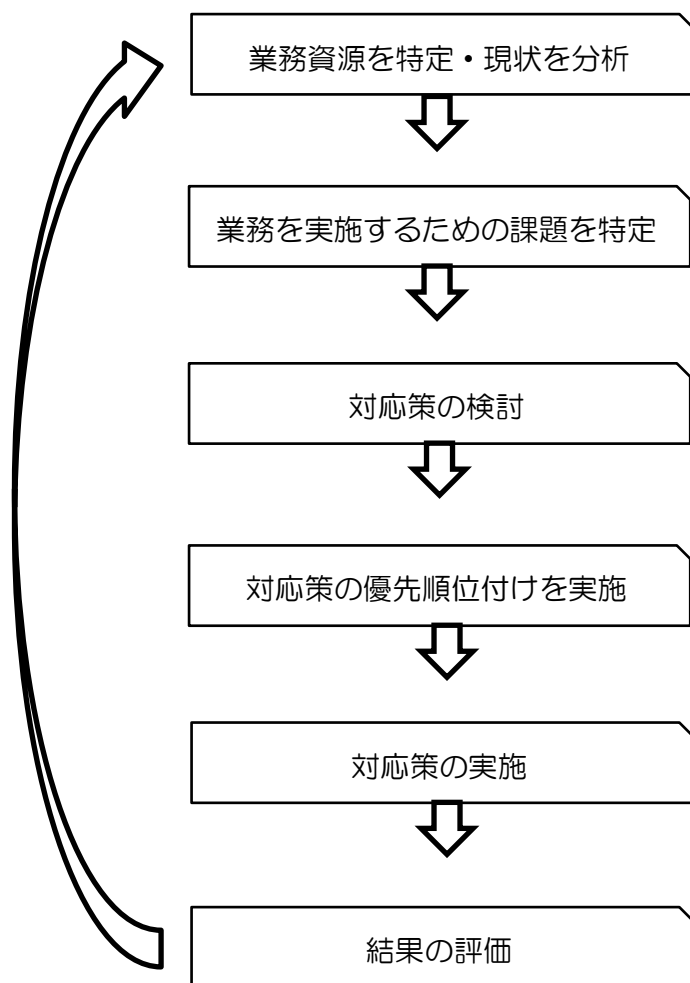 業務資源を特定・現状を分析
業務を実施するための課題を特定
対応策の検討
対応策の優先順位付けを実施
対応策の実施
結果の評価